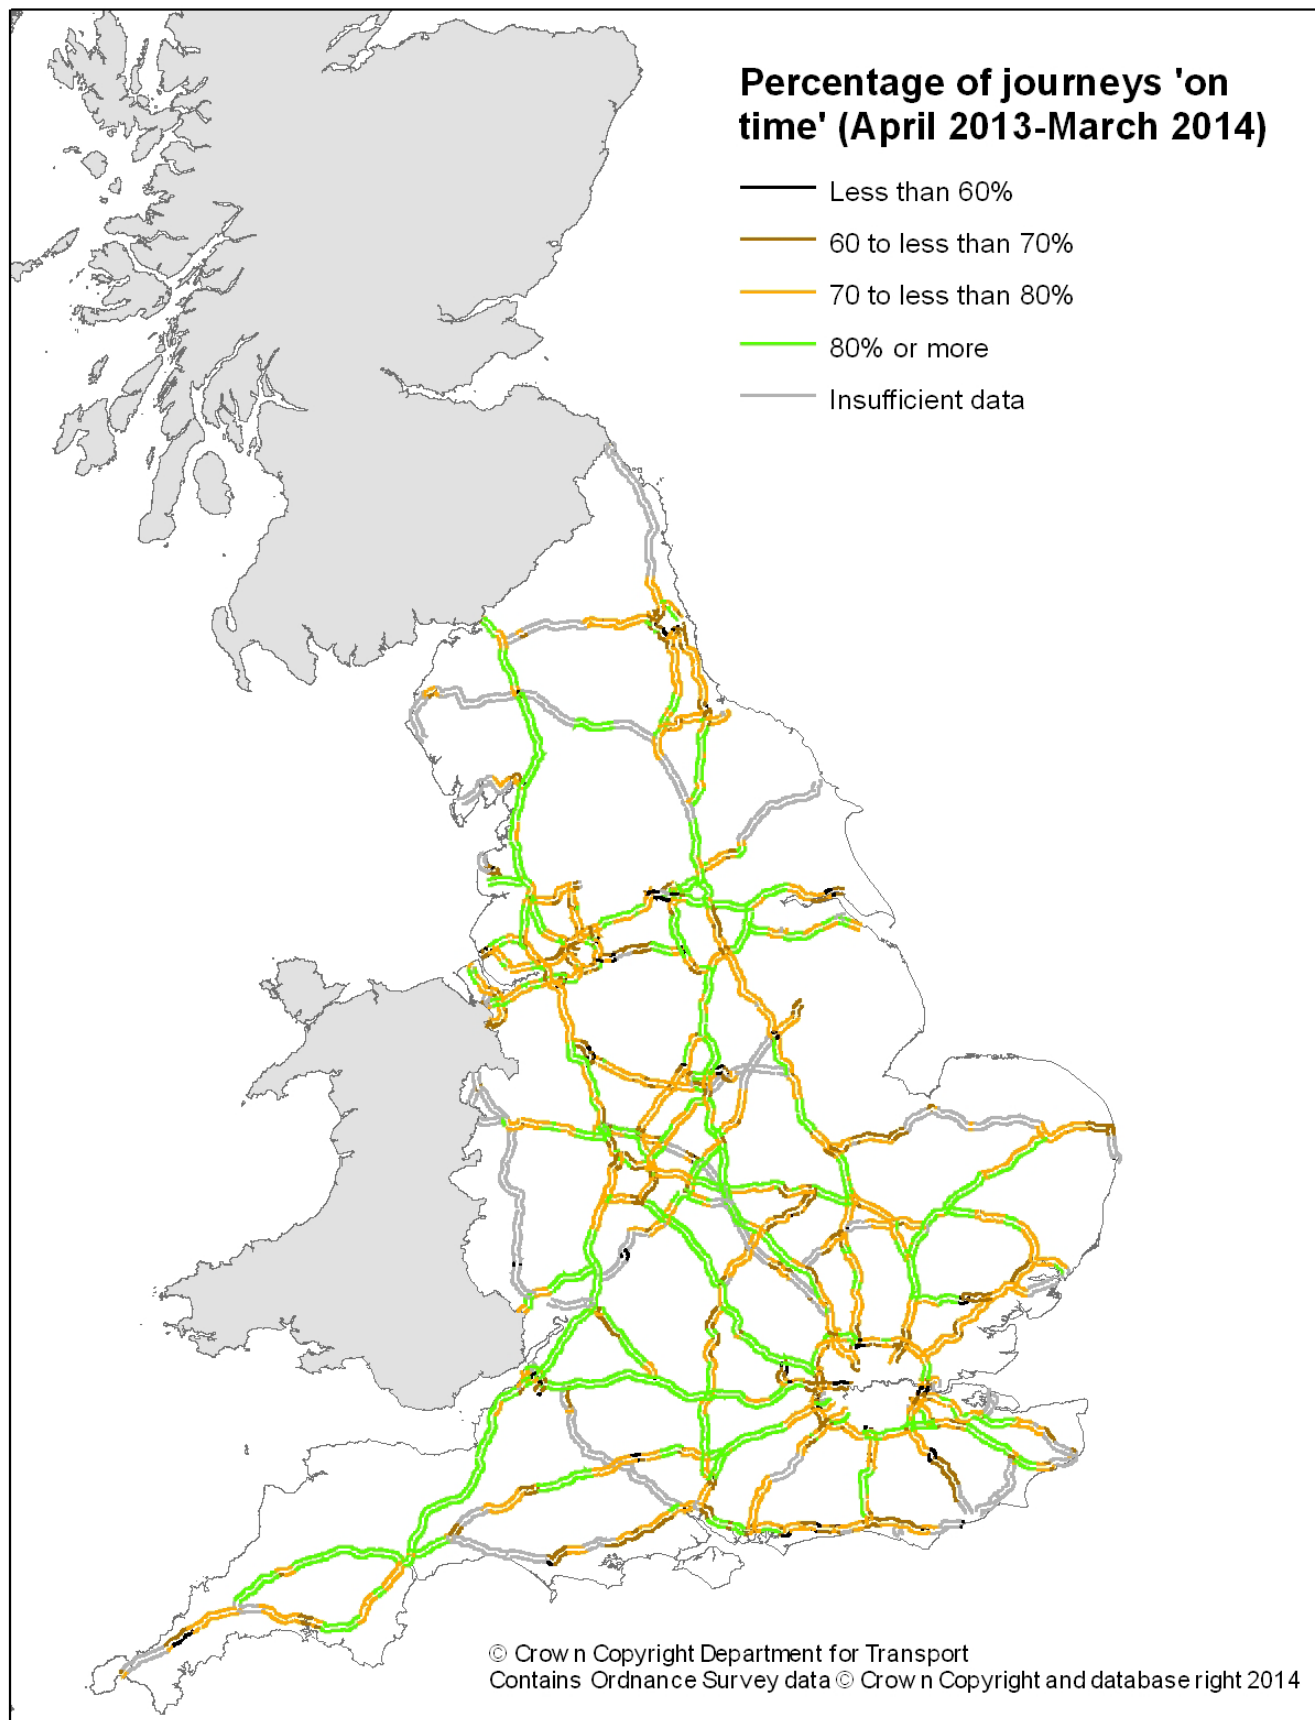 Percentage of journeys 'on
time' (April 2013-March 2014)
Less than 60%
60 to less than 70%
70 to less than 80%
80% or more
Insufficient data
© Crown Copyright Department for Transport
Contains Ordnance Survey data © Crown Copyright and database right 2014